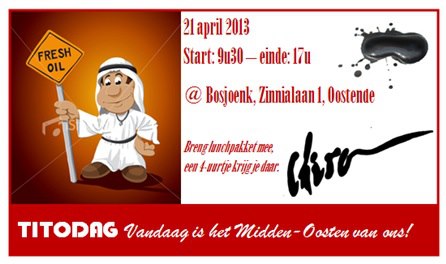 FRESH
OIL
21 april 2013
Start: 9u30 – einde: 17u
@ Bosjoenk, Zinnialaan 1, Oostende
Breng lunchpakket mee,
een 4-uurtje krijg je daar.
TITODAG Vandaag is het Midden-Oosten van ons!